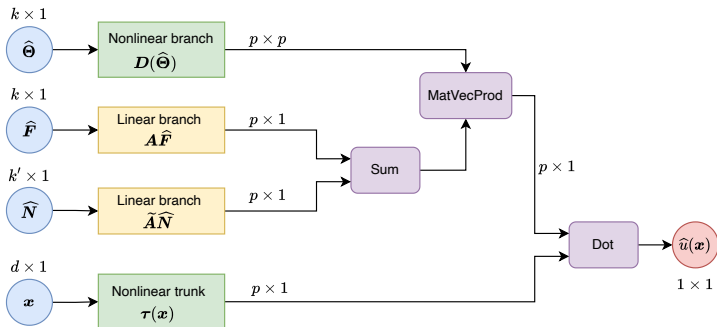 k × 1
Θ̂
Nonlinear branch
D(Θ̂)
p × p
MatVecProd
k × 1
F̂
Linear branch
AF̂
p × 1
Sum
k′ × 1
N̂
Linear branch
ÃN̂
p × 1
p × 1
Dot
û(x)
1 × 1
d × 1
x
Nonlinear trunk
τ(x)
p × 1